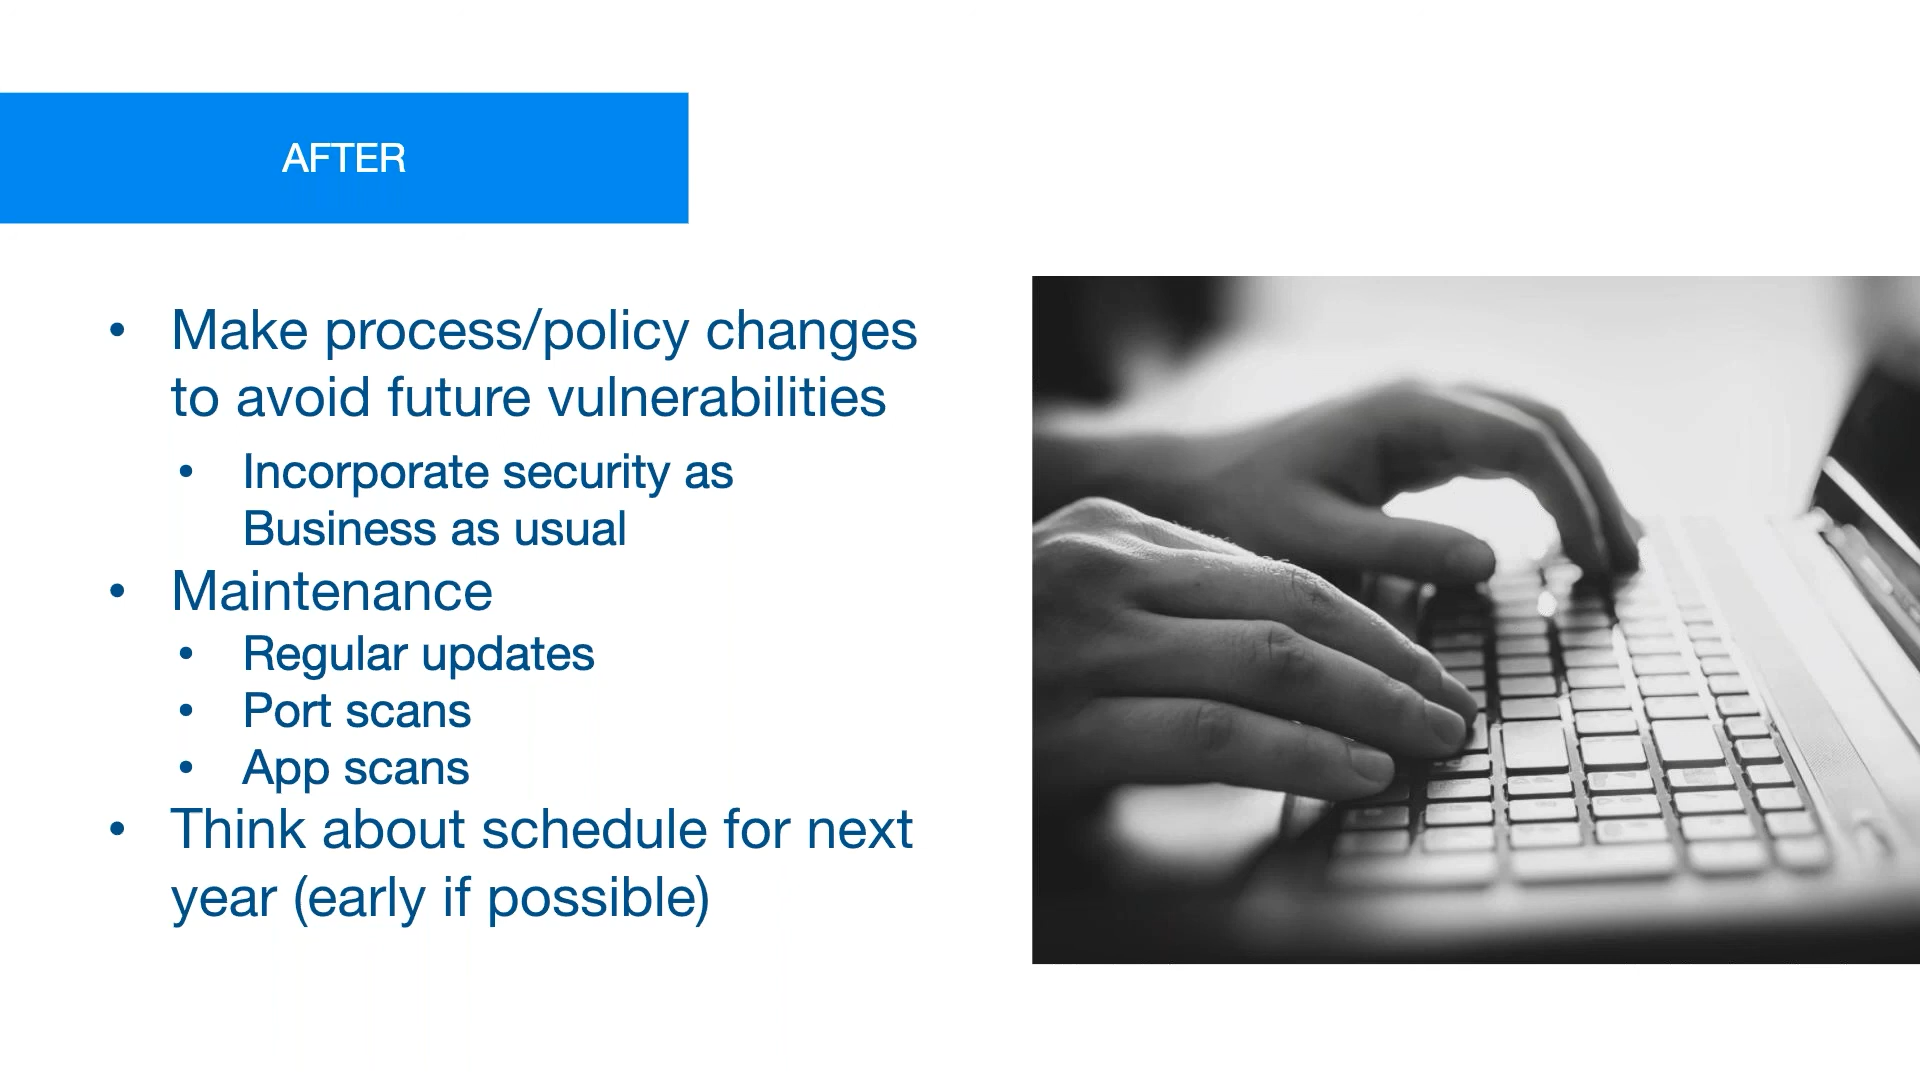 AFTER
• Make process/policy changes
to avoid future vulnerabilities
• Incorporate security as
Business as usual
• Maintenance
• Regular updates
• Port scans
• App scans
• Think about schedule for next
year (early if possible)